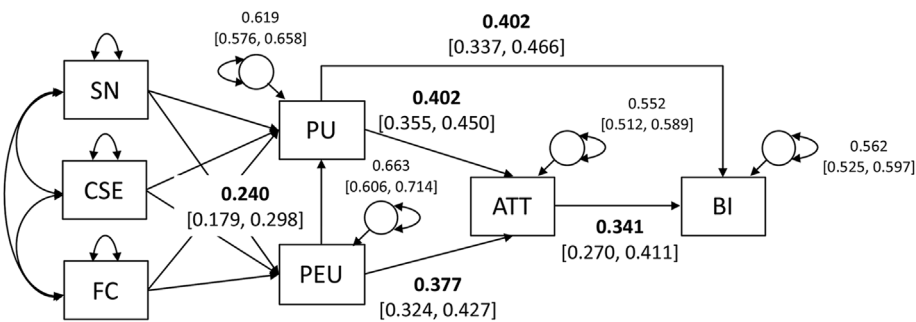 0.402
[0.337, 0.466]
0.619
[0.576, 0.658]
SN
PU
0.402
[0.355, 0.450]
0.552
[0.512, 0.589]
0.562
[0.525, 0.597]
CSE
0.240
[0.179, 0.298]
0.663
[0.606, 0.714]
ATT
0.341
[0.270, 0.411]
BI
FC
PEU
0.377
[0.324, 0.427]